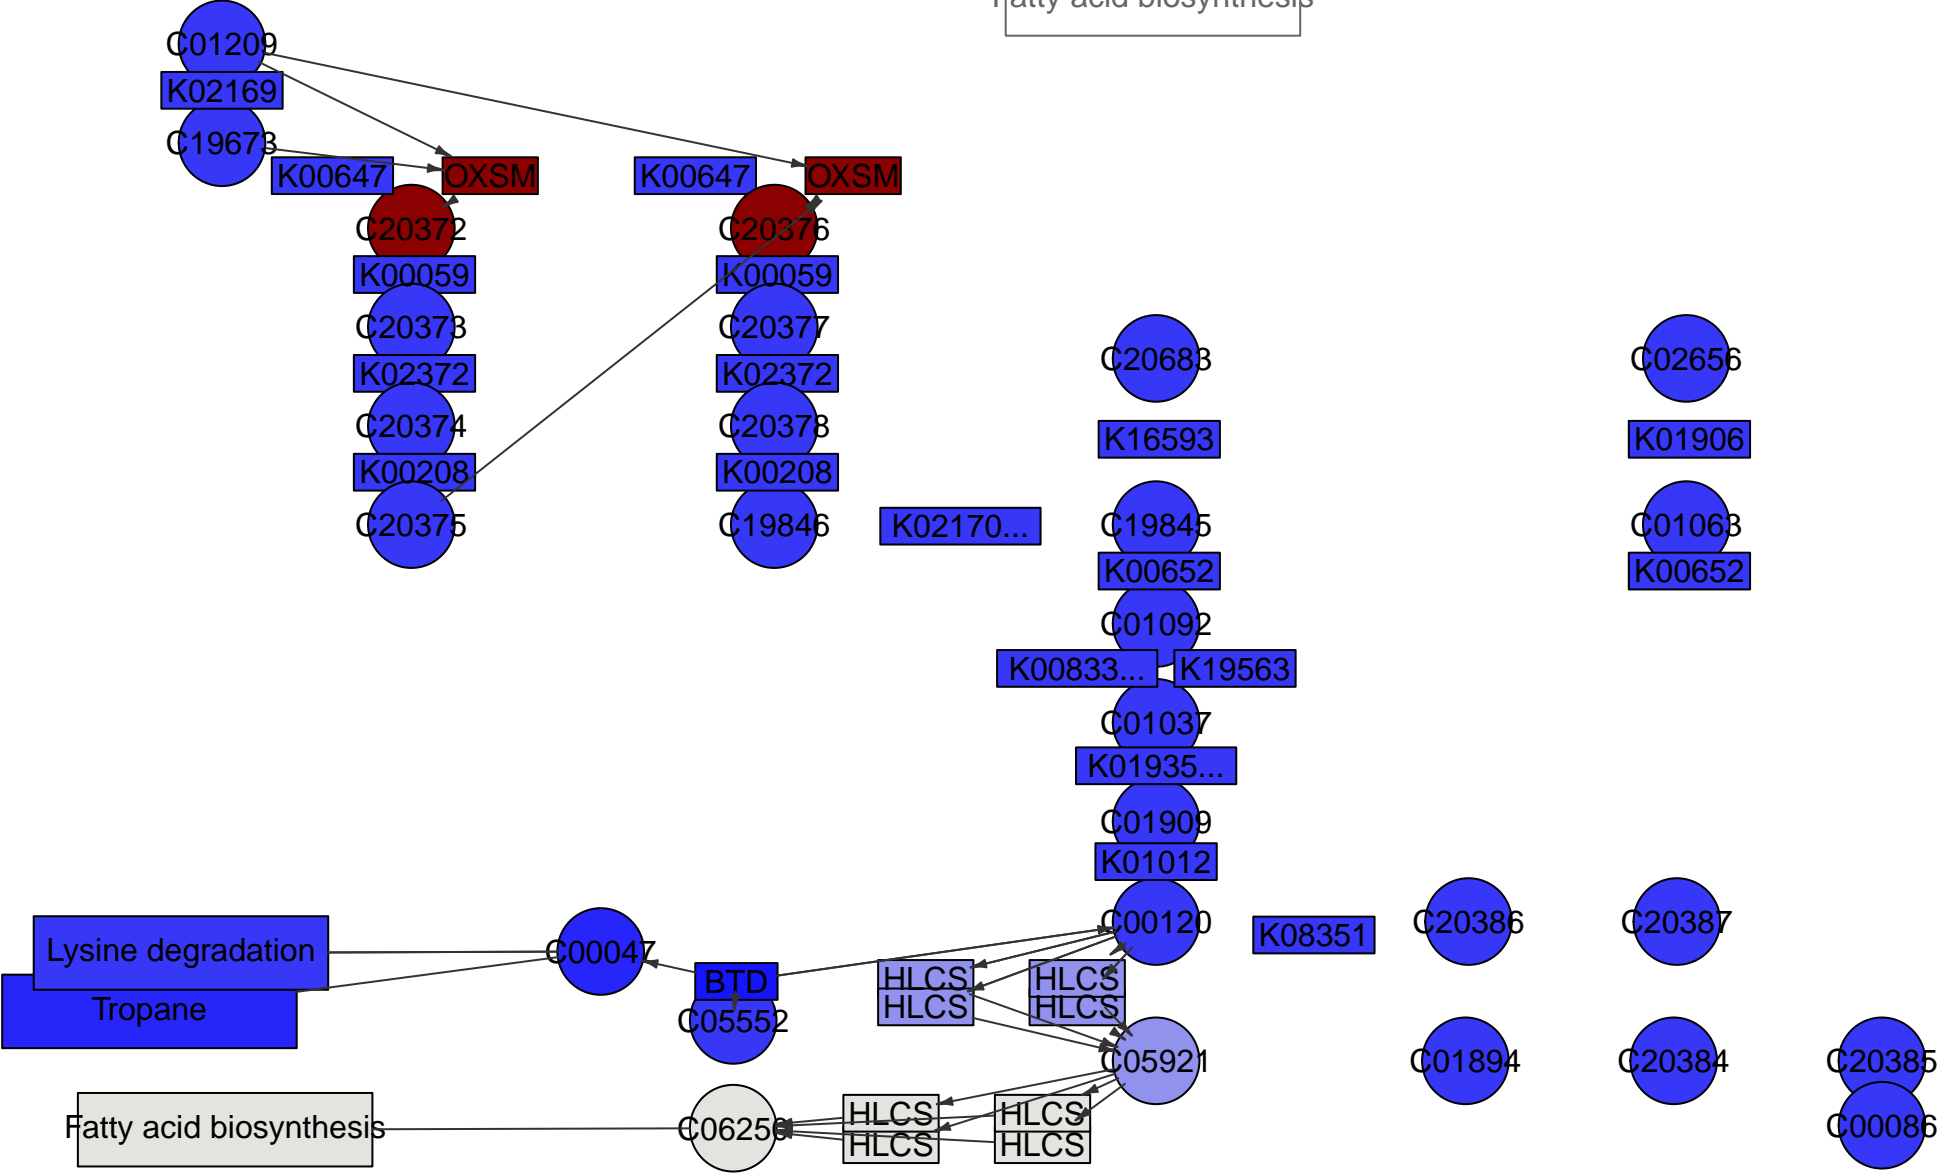 Fatty acid biosynthesis
C01209
K02169
C19673
K00647
OXSM
K00647
OXSM
C20372
C20376
K00059
K00059
C20373
C20377
C20683
C02656
K02372
K02372
C20374
C20378
K16593
K01906
K00208
K00208
C20375
C19846
K02170...
C19845
C01063
K00652
K00652
C01092
K00833...
K19563
C01037
K01935...
C01909
K01012
C00120
K08351
C20386
C20387
Lysine degradation
C00047
BTD
HLCS
HLCS
Tropane
C05552
HLCS
HLCS
C05921
C01894
C20384
C20385
Fatty acid biosynthesis
HLCS
HLCS
C00086
HLCS
HLCS